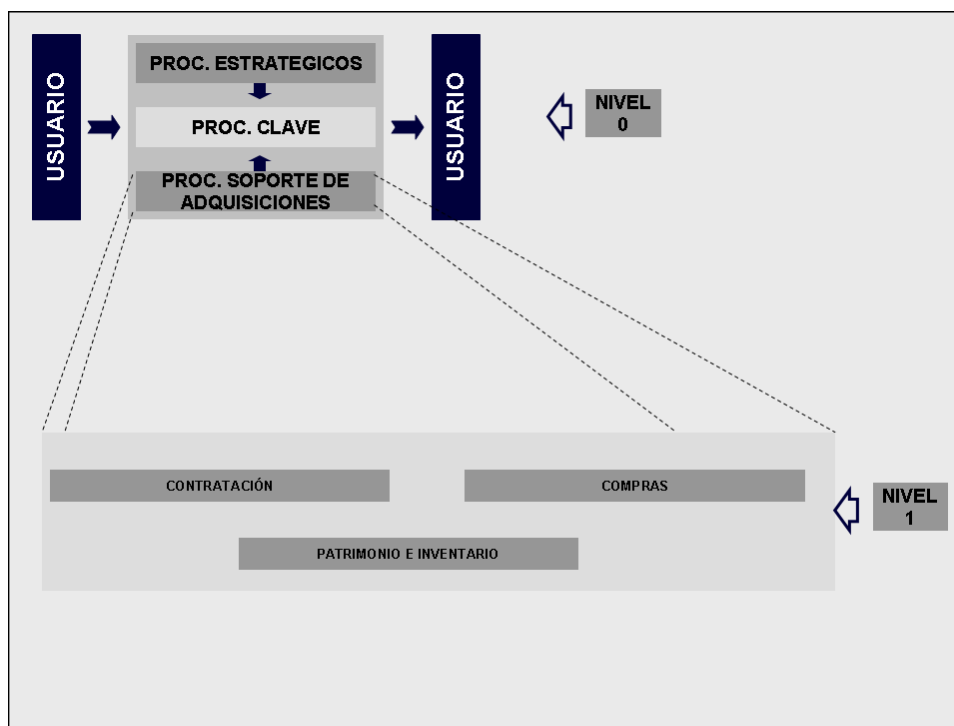 USUARIO
PROC. ESTRATEGICOS
PROC. CLAVE
PROC. SOPORTE DE
ADQUISICIONES
USUARIO
NIVEL
0
CONTRATACIÓN
COMPRAS
PATRIMONIO E INVENTARIO
NIVEL
1